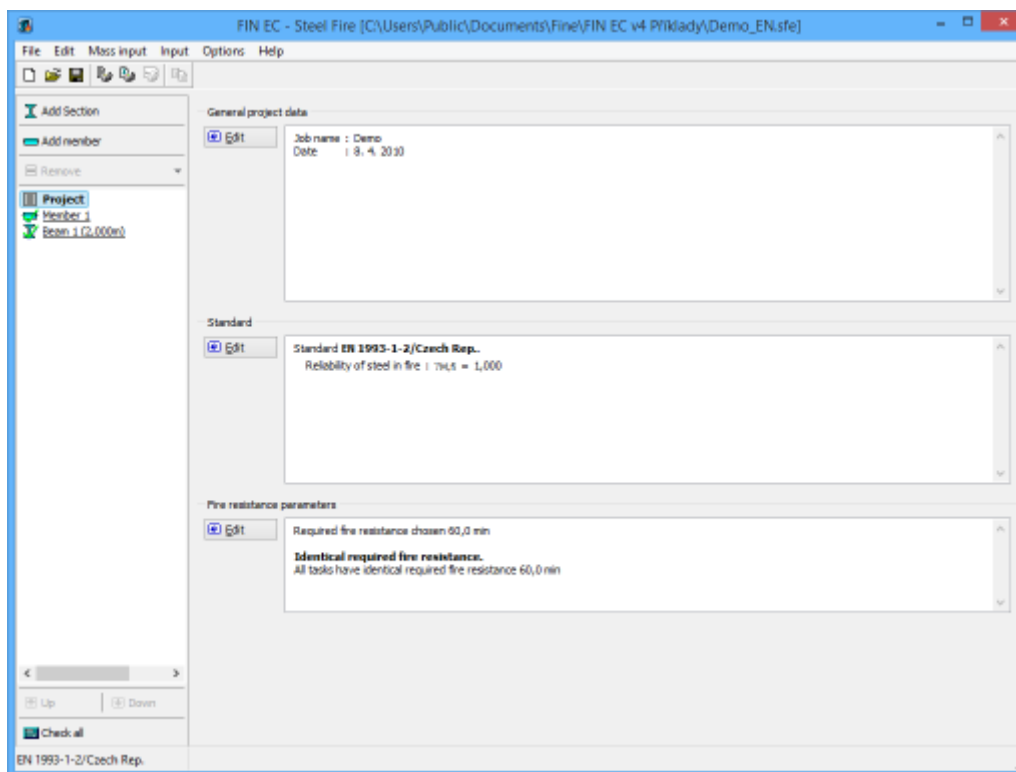 FIN EC - Steel Fire [C:\Users\Public\Documents\Fine\FIN EC v4 Příklady\Demo_EN.sfe]
File Edit Mass input Input Options Help
Add Section
Add member
Remove
Project
Member 1
Beam 1 (2,000m)
General project data
Edit
Job name : Demo
Date : 8. 4. 2010
Standard
Edit
Standard EN 1993-1-2/Czech Rep..
Reliability of steel in fire : = 1,000
Fire resistance parameters
Edit
Required fire resistance chosen 60,0 min
Identical required fire resistance.
All tasks have identical required fire resistance 60,0 min
Up Down
Check all
EN 1993-1-2/Czech Rep.